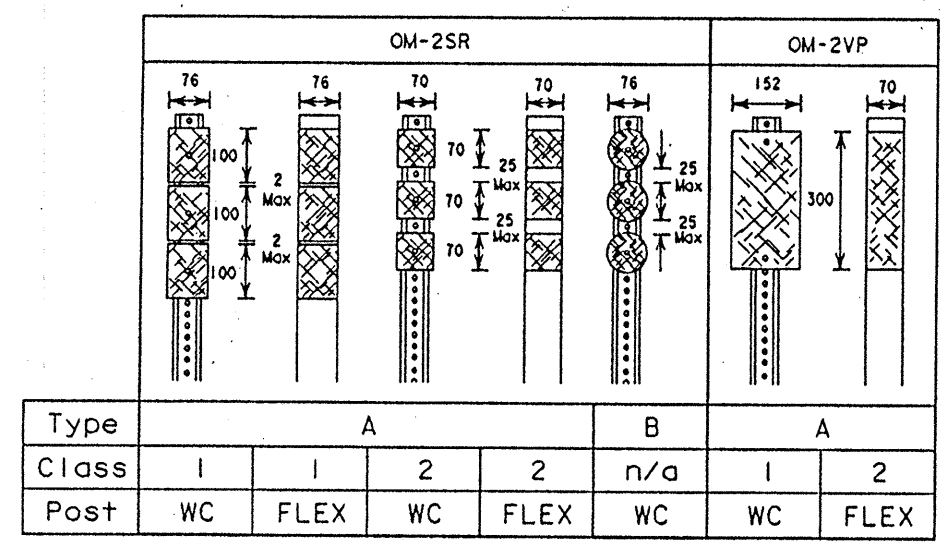 OM-2SR OM-2VP
76 76 70 70 76 152 70
100 70
2 Max 25 Max 25 Max
100 70 300
2 Max 25 Max 25 Max
100 70
Type A B A
Class 1 1 2 2 n/a 1 2
Post WC FLEX WC FLEX WC WC FLEX